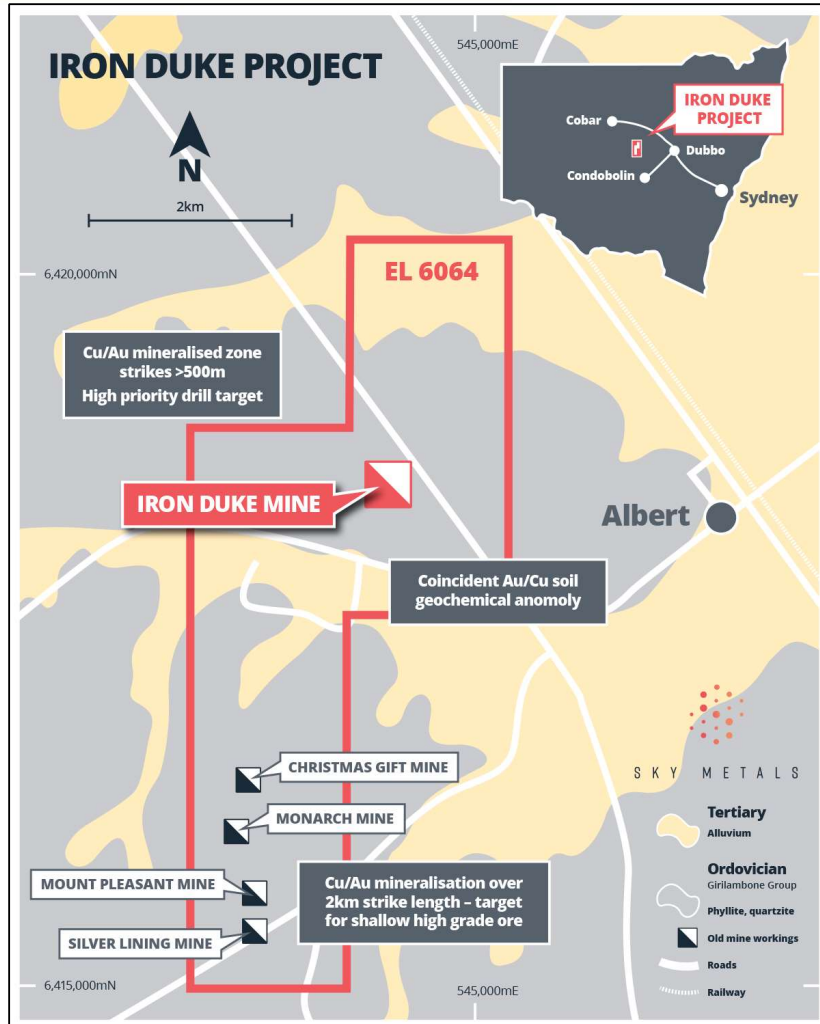 IRON DUKE PROJECT
545,000mE
IRON DUKE
PROJECT
Cobar
Dubbo
Condobolin
Sydney
N
2km
6,420,000mN
EL 6064
Cu/Au mineralised zone
strikes >500m
High priority drill target
IRON DUKE MINE
Albert
Coincident Au/Cu soil
geochemical anomoly
CHRISTMAS GIFT MINE
MONARCH MINE
MOUNT PLEASANT MINE
SILVER LINING MINE
Cu/Au mineralisation over
2km strike length – target
for shallow high grade ore
SKY METALS
Tertiary
Alluvium
Ordovician
Girilambone Group
Phyllite, quartzite
Old mine workings
Roads
Railway
6,415,000mN
545,000mE